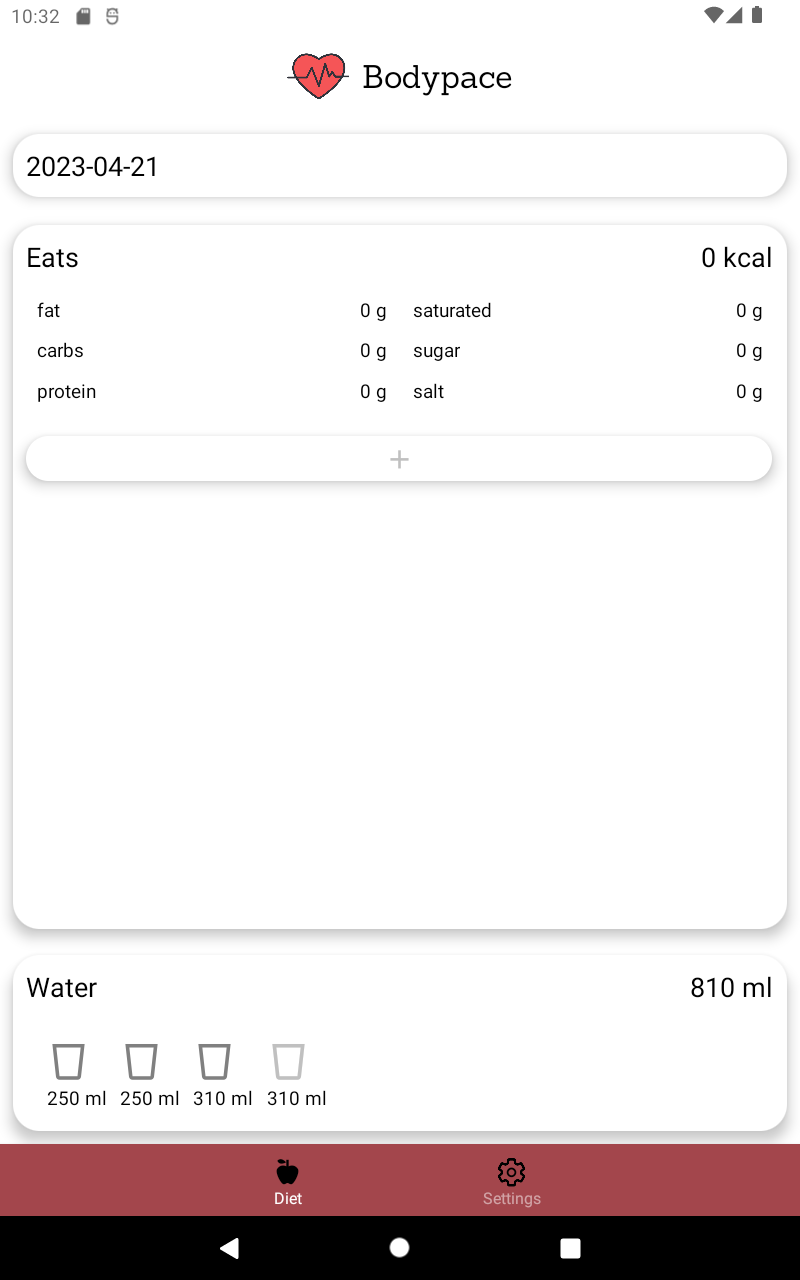 10:32
Bodypace
2023-04-21
Eats 0 kcal
fat 0 g saturated 0 g
carbs 0 g sugar 0 g
protein 0 g salt 0 g
+
Water 810 ml
250 ml 250 ml 310 ml 310 ml
Diet Settings